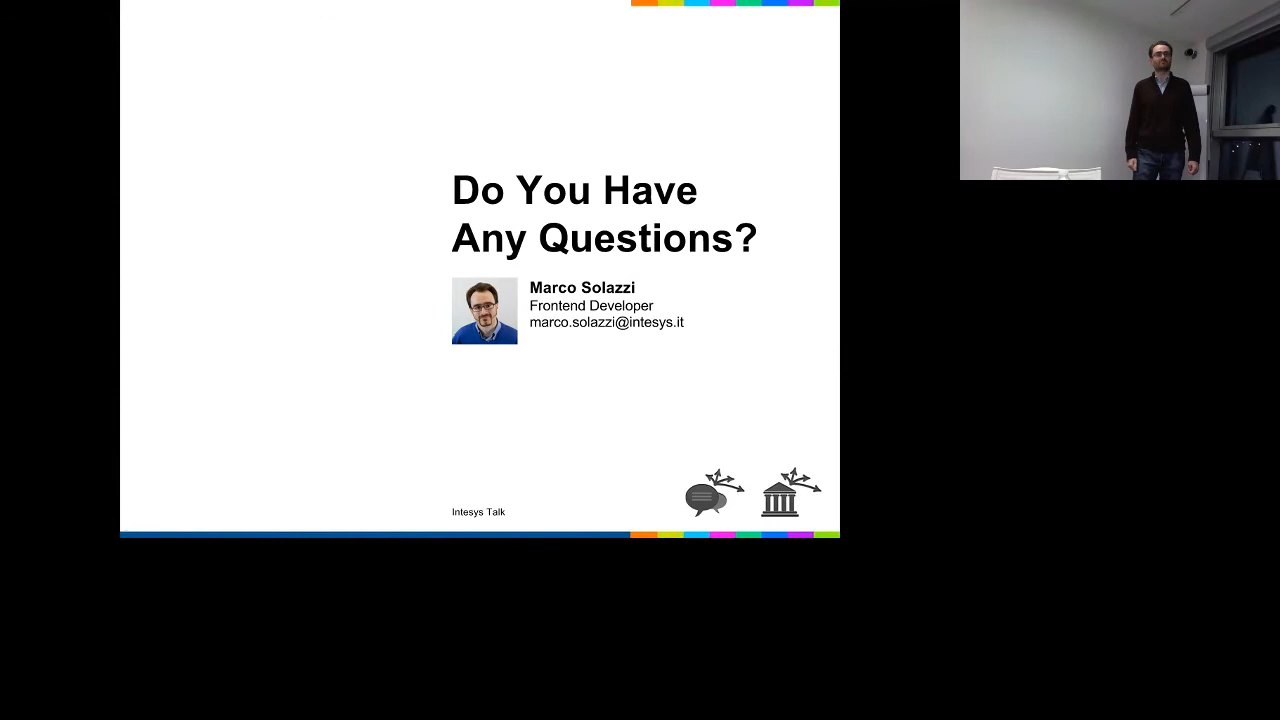 Do You Have
Any Questions?
Marco Solazzi
Frontend Developer
marco.solazzi@intesys.it
Intesys Talk